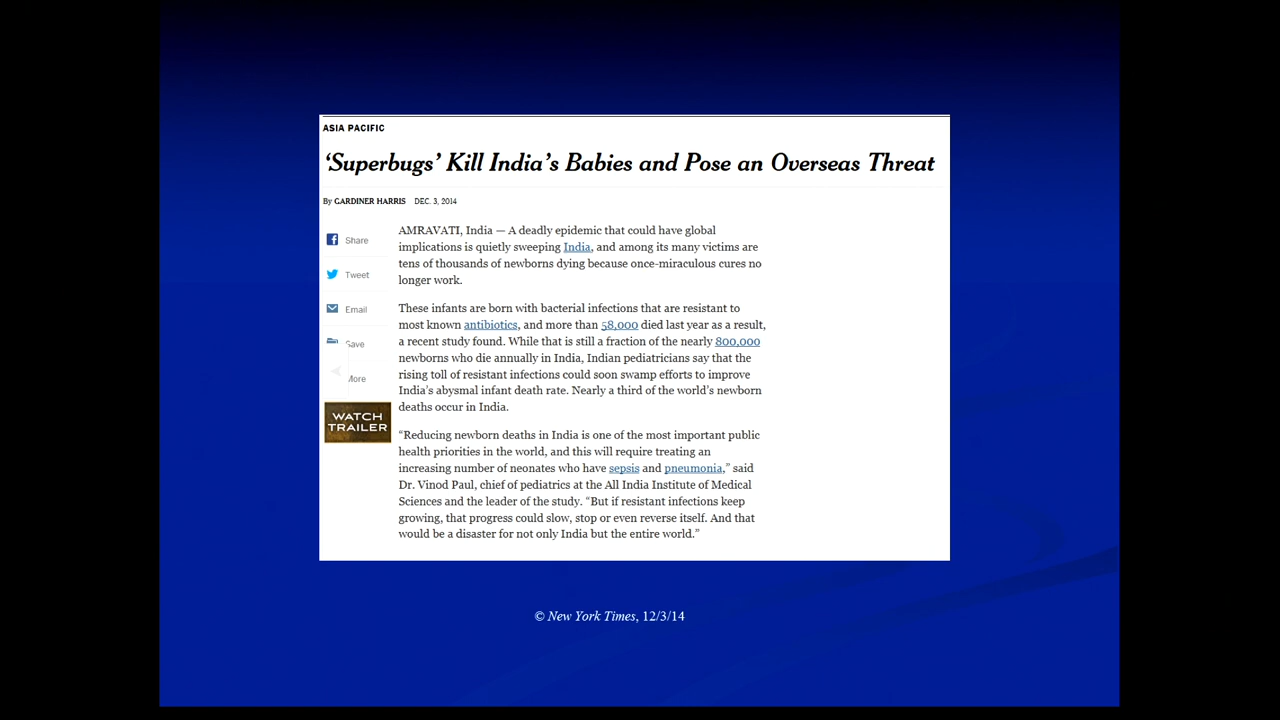 ASIA PACIFIC
‘Superbugs’ Kill India’s Babies and Pose an Overseas Threat
By GARDINER HARRIS DEC. 3, 2014
Share
Tweet
Email
Save
More
WATCH
TRAILER
AMRAVATI, India — A deadly epidemic that could have global
implications is quietly sweeping India, and among its many victims are
tens of thousands of newborns dying because once-miraculous cures no
longer work.
These infants are born with bacterial infections that are resistant to
most known antibiotics, and more than 58,000 died last year as a result,
a recent study found. While that is still a fraction of the nearly 800,000
newborns who die annually in India, Indian pediatricians say that the
rising toll of resistant infections could soon swamp efforts to improve
India’s abysmal infant death rate. Nearly a third of the world’s newborn
deaths occur in India.
“Reducing newborn deaths in India is one of the most important public
health priorities in the world, and this will require treating an
increasing number of neonates who have sepsis and pneumonia,” said
Dr. Vinod Paul, chief of pediatrics at the All India Institute of Medical
Sciences and the leader of the study. “But if resistant infections keep
growing, that progress could slow, stop or even reverse itself. And that
would be a disaster for not only India but the entire world.”
© New York Times, 12/3/14